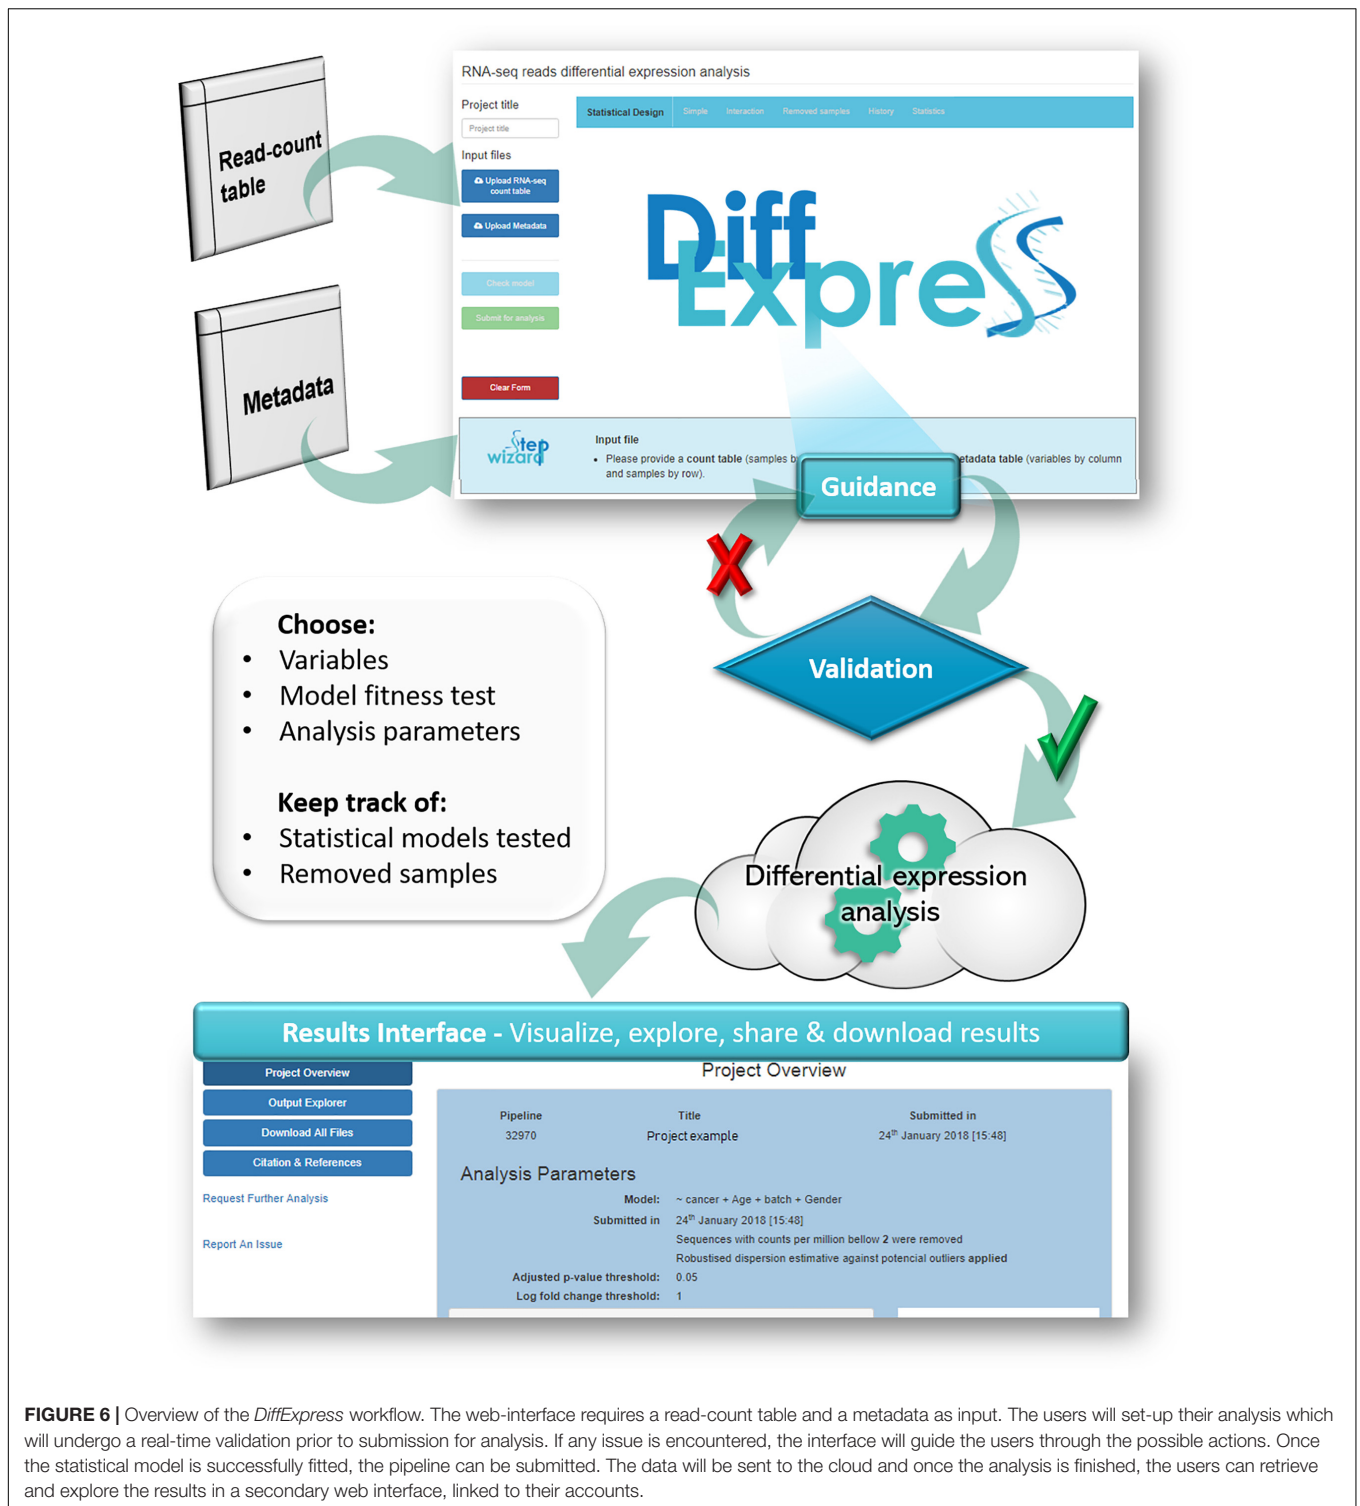 Read-count
table
Metadata
RNA-seq reads differential expression analysis
Project title
Project title
Input files
Upload RNA-seq
count table
Upload Metadata
Check model
Submit for analysis
Clear Form
Statistical Design Simple Interaction Removed samples History Statistics
Diff
Express
Step
wizard
Input file
• Please provide a count table (samples b etadata table (variables by column
and samples by row).
Guidance
Validation
Choose:
• Variables
• Model fitness test
• Analysis parameters
Keep track of:
• Statistical models tested
• Removed samples
Differential expression
analysis
Results Interface - Visualize, explore, share & download results
Project Overview
Output Explorer
Download All Files
Citation & References
Request Further Analysis
Report An Issue
Project Overview
Pipeline Title Submitted in
32970 Project example 24th January 2018 [15:48]
Analysis Parameters
Model: ~ cancer + Age + batch + Gender
Submitted in 24th January 2018 [15:48]
Sequences with counts per million bellow 2 were removed
Robustised dispersion estimative against potencial outliers applied
Adjusted p-value threshold: 0.05
Log fold change threshold: 1
FIGURE 6 | Overview of the DiffExpress workflow. The web-interface requires a read-count table and a metadata as input. The users will set-up their analysis which
will undergo a real-time validation prior to submission for analysis. If any issue is encountered, the interface will guide the users through the possible actions. Once
the statistical model is successfully fitted, the pipeline can be submitted. The data will be sent to the cloud and once the analysis is finished, the users can retrieve
and explore the results in a secondary web interface, linked to their accounts.